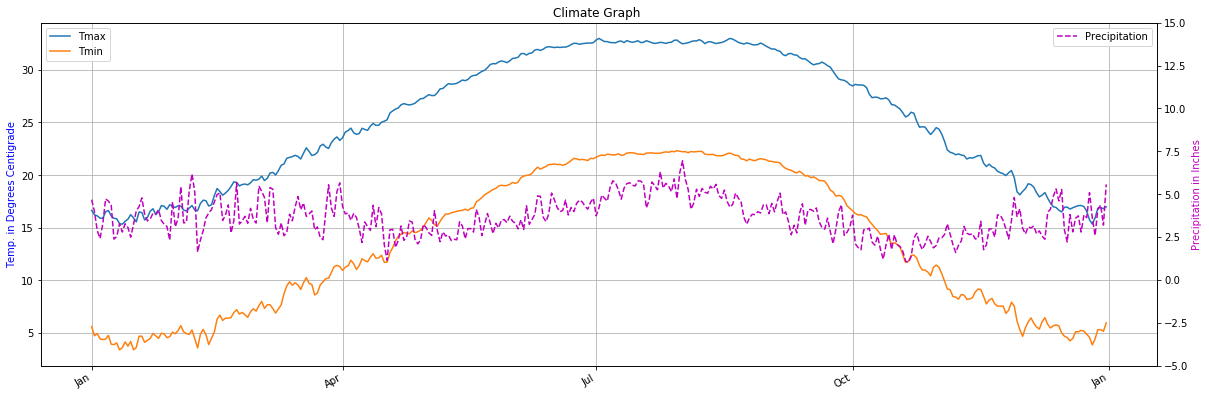 Climate Graph
Tmax
Tmin
Precipitation
Temp. in Degrees Centigrade
30
25
20
15
10
5
15.0
12.5
10.0
7.5
5.0
2.5
0.0
−2.5
−5.0
Precipitation in Inches
Jan
Apr
Jul
Oct
Jan